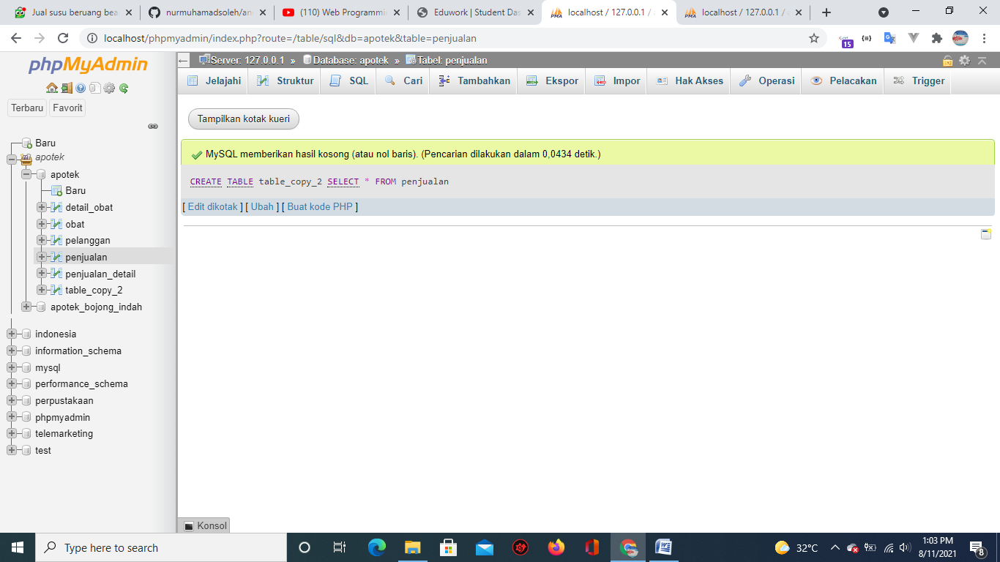 Jual susu beruang bea
nurmuhamadsoleh/an
(110) Web Programmi
Eduwork | Student Das
localhost / 127.0.0.1 /
localhost / 127.0.0.1 /
localhost/phpmyadmin/index.php?route=/table/sql&db=apotek&table=penjualan
15
phpMyAdmin
Terbaru
Favorit
Baru
apotek
apotek
Baru
detail_obat
obat
pelanggan
penjualan
penjualan_detail
table_copy_2
apotek_bojong_indah
indonesia
information_schema
mysql
performance_schema
perpustakaan
phpmyadmin
telemarketing
test
Server: 127.0.0.1 » Database: apotek » Tabel: penjualan
Jelajahi Struktur SQL Cari Tambahkan Ekspor Impor Hak Akses Operasi Pelacakan Trigger
Tampilkan kotak kueri
MySQL memberikan hasil kosong (atau nol baris). (Pencarian dilakukan dalam 0,0434 detik.)
CREATE TABLE table_copy_2 SELECT * FROM penjualan
[ Edit dikotak ] [ Ubah ] [ Buat kode PHP ]
Konsol
Type here to search
32°C
1:03 PM
8/11/2021
8